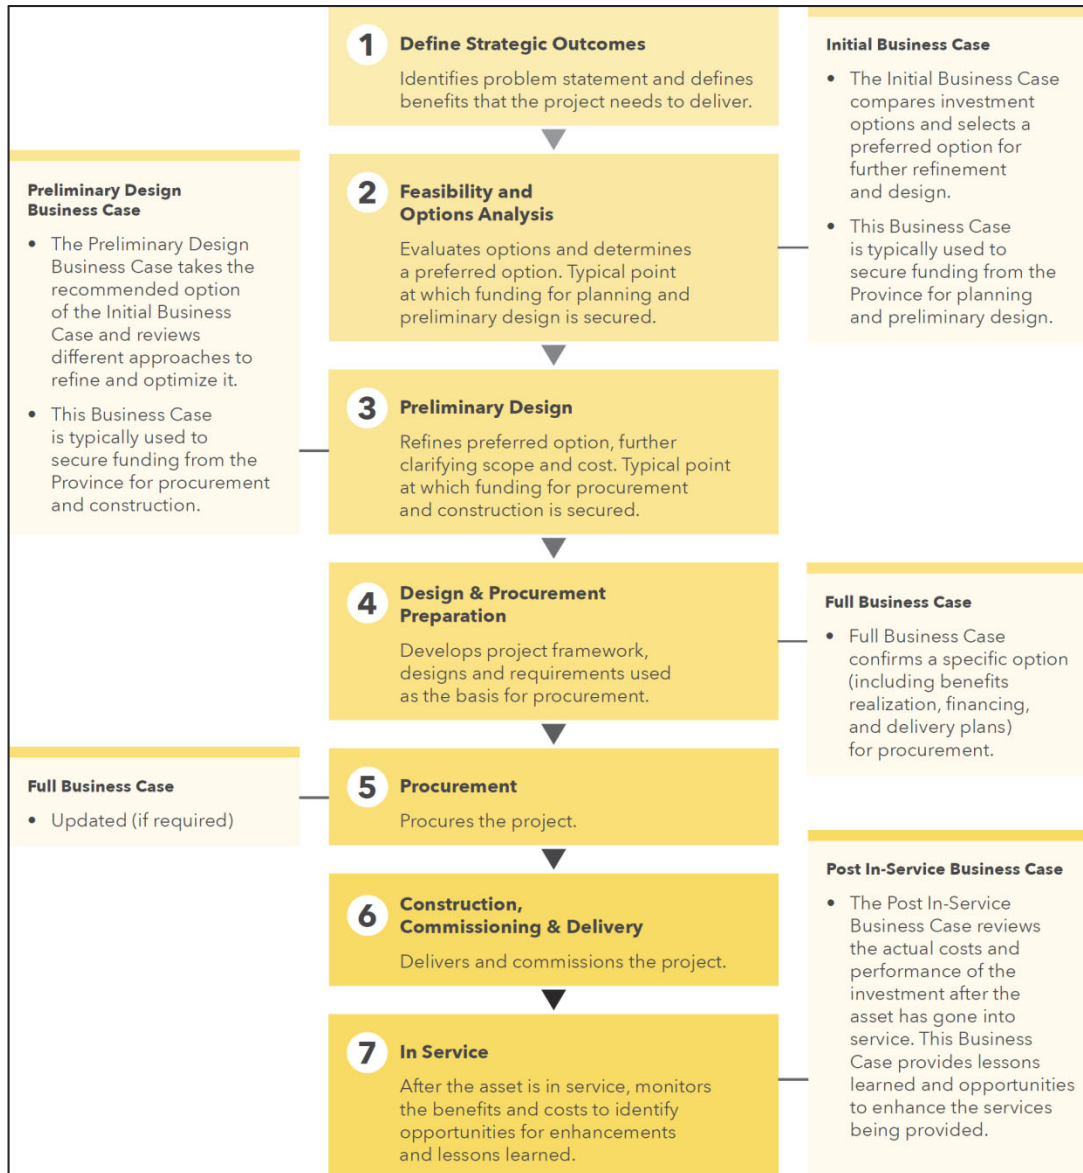 1
Define Strategic Outcomes
Identifies problem statement and defines
benefits that the project needs to deliver.
Initial Business Case
• The Initial Business Case
compares investment
options and selects a
preferred option for
further refinement
and design.
• This Business Case
is typically used to
secure funding from the
Province for planning
and preliminary design.
2
Feasibility and
Options Analysis
Evaluates options and determines
a preferred option. Typical point
at which funding for planning and
preliminary design is secured.
Preliminary Design
Business Case
• The Preliminary Design
Business Case takes the
recommended option
of the Initial Business
Case and reviews
different approaches to
refine and optimize it.
• This Business Case
is typically used to
secure funding from the
Province for procurement
and construction.
3
Preliminary Design
Refines preferred option, further
clarifying scope and cost. Typical point
at which funding for procurement
and construction is secured.
4
Design & Procurement
Preparation
Develops project framework,
designs and requirements used
as the basis for procurement.
Full Business Case
• Full Business Case
confirms a specific option
(including benefits
realization, financing,
and delivery plans)
for procurement.
Full Business Case
• Updated (if required)
5
Procurement
Procures the project.
6
Construction,
Commissioning & Delivery
Delivers and commissions the project.
7
In Service
After the asset is in service, monitors
the benefits and costs to identify
opportunities for enhancements
and lessons learned.
Post In-Service Business Case
• The Post In-Service
Business Case reviews
the actual costs and
performance of the
investment after the
asset has gone into
service. This Business
Case provides lessons
learned and opportunities
to enhance the services
being provided.